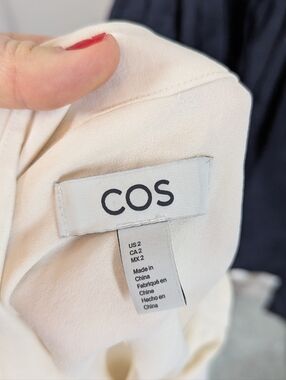 COS
US 2
CA 2
MX 2
Made in
China
Fabriqué en
Chine
Hecho en
China